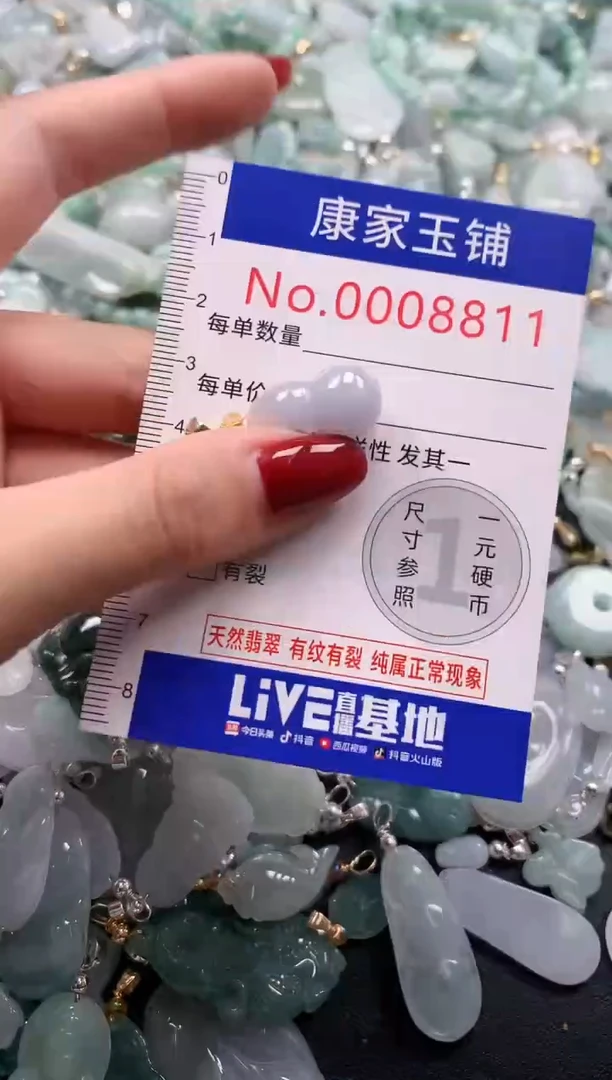 康家玉铺
0
1
No.0008811
2
每单数量
3
每单价
4
性 发其一
尺寸参照
1
一元硬币
有裂
7
天然翡翠 有纹有裂 纯属正常现象
8
LiVE直播基地
今日头条 抖音 西瓜视频 抖音火山版